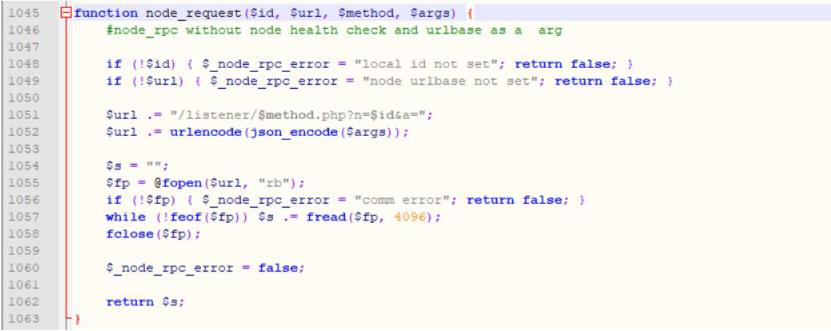 1045 function node_request($id, $url, $method, $args) {
1046 #node_rpc without node health check and urlbase as a  arg
1047
1048 if (!$id) { $_node_rpc_error = "local id not set"; return false; }
1049 if (!$url) { $_node_rpc_error = "node urlbase not set"; return false; }
1050
1051 $url .= "/listener/$method.php?n=$id&a=";
1052 $url .= urlencode(json_encode($args));
1053
1054 $s = "";
1055 $fp = @fopen($url, "rb");
1056 if (!$fp) { $_node_rpc_error = "comm error"; return false; }
1057 while (!feof($fp)) $s .= fread($fp, 4096);
1058 fclose($fp);
1059
1060 $_node_rpc_error = false;
1061
1062 return $s;
1063 }